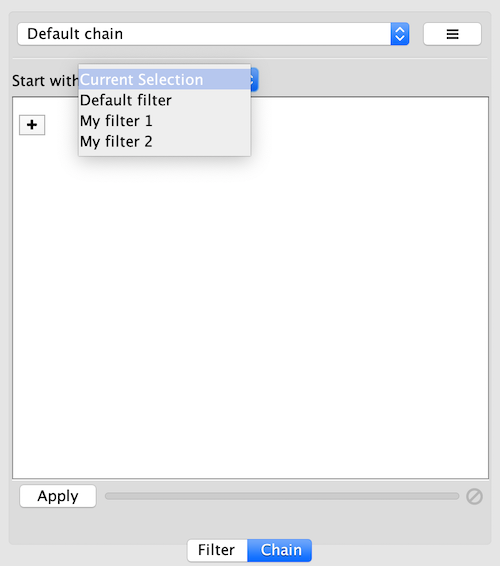 Default chain
Start with Current Selection
Default filter
My filter 1
My filter 2
Apply
Filter Chain